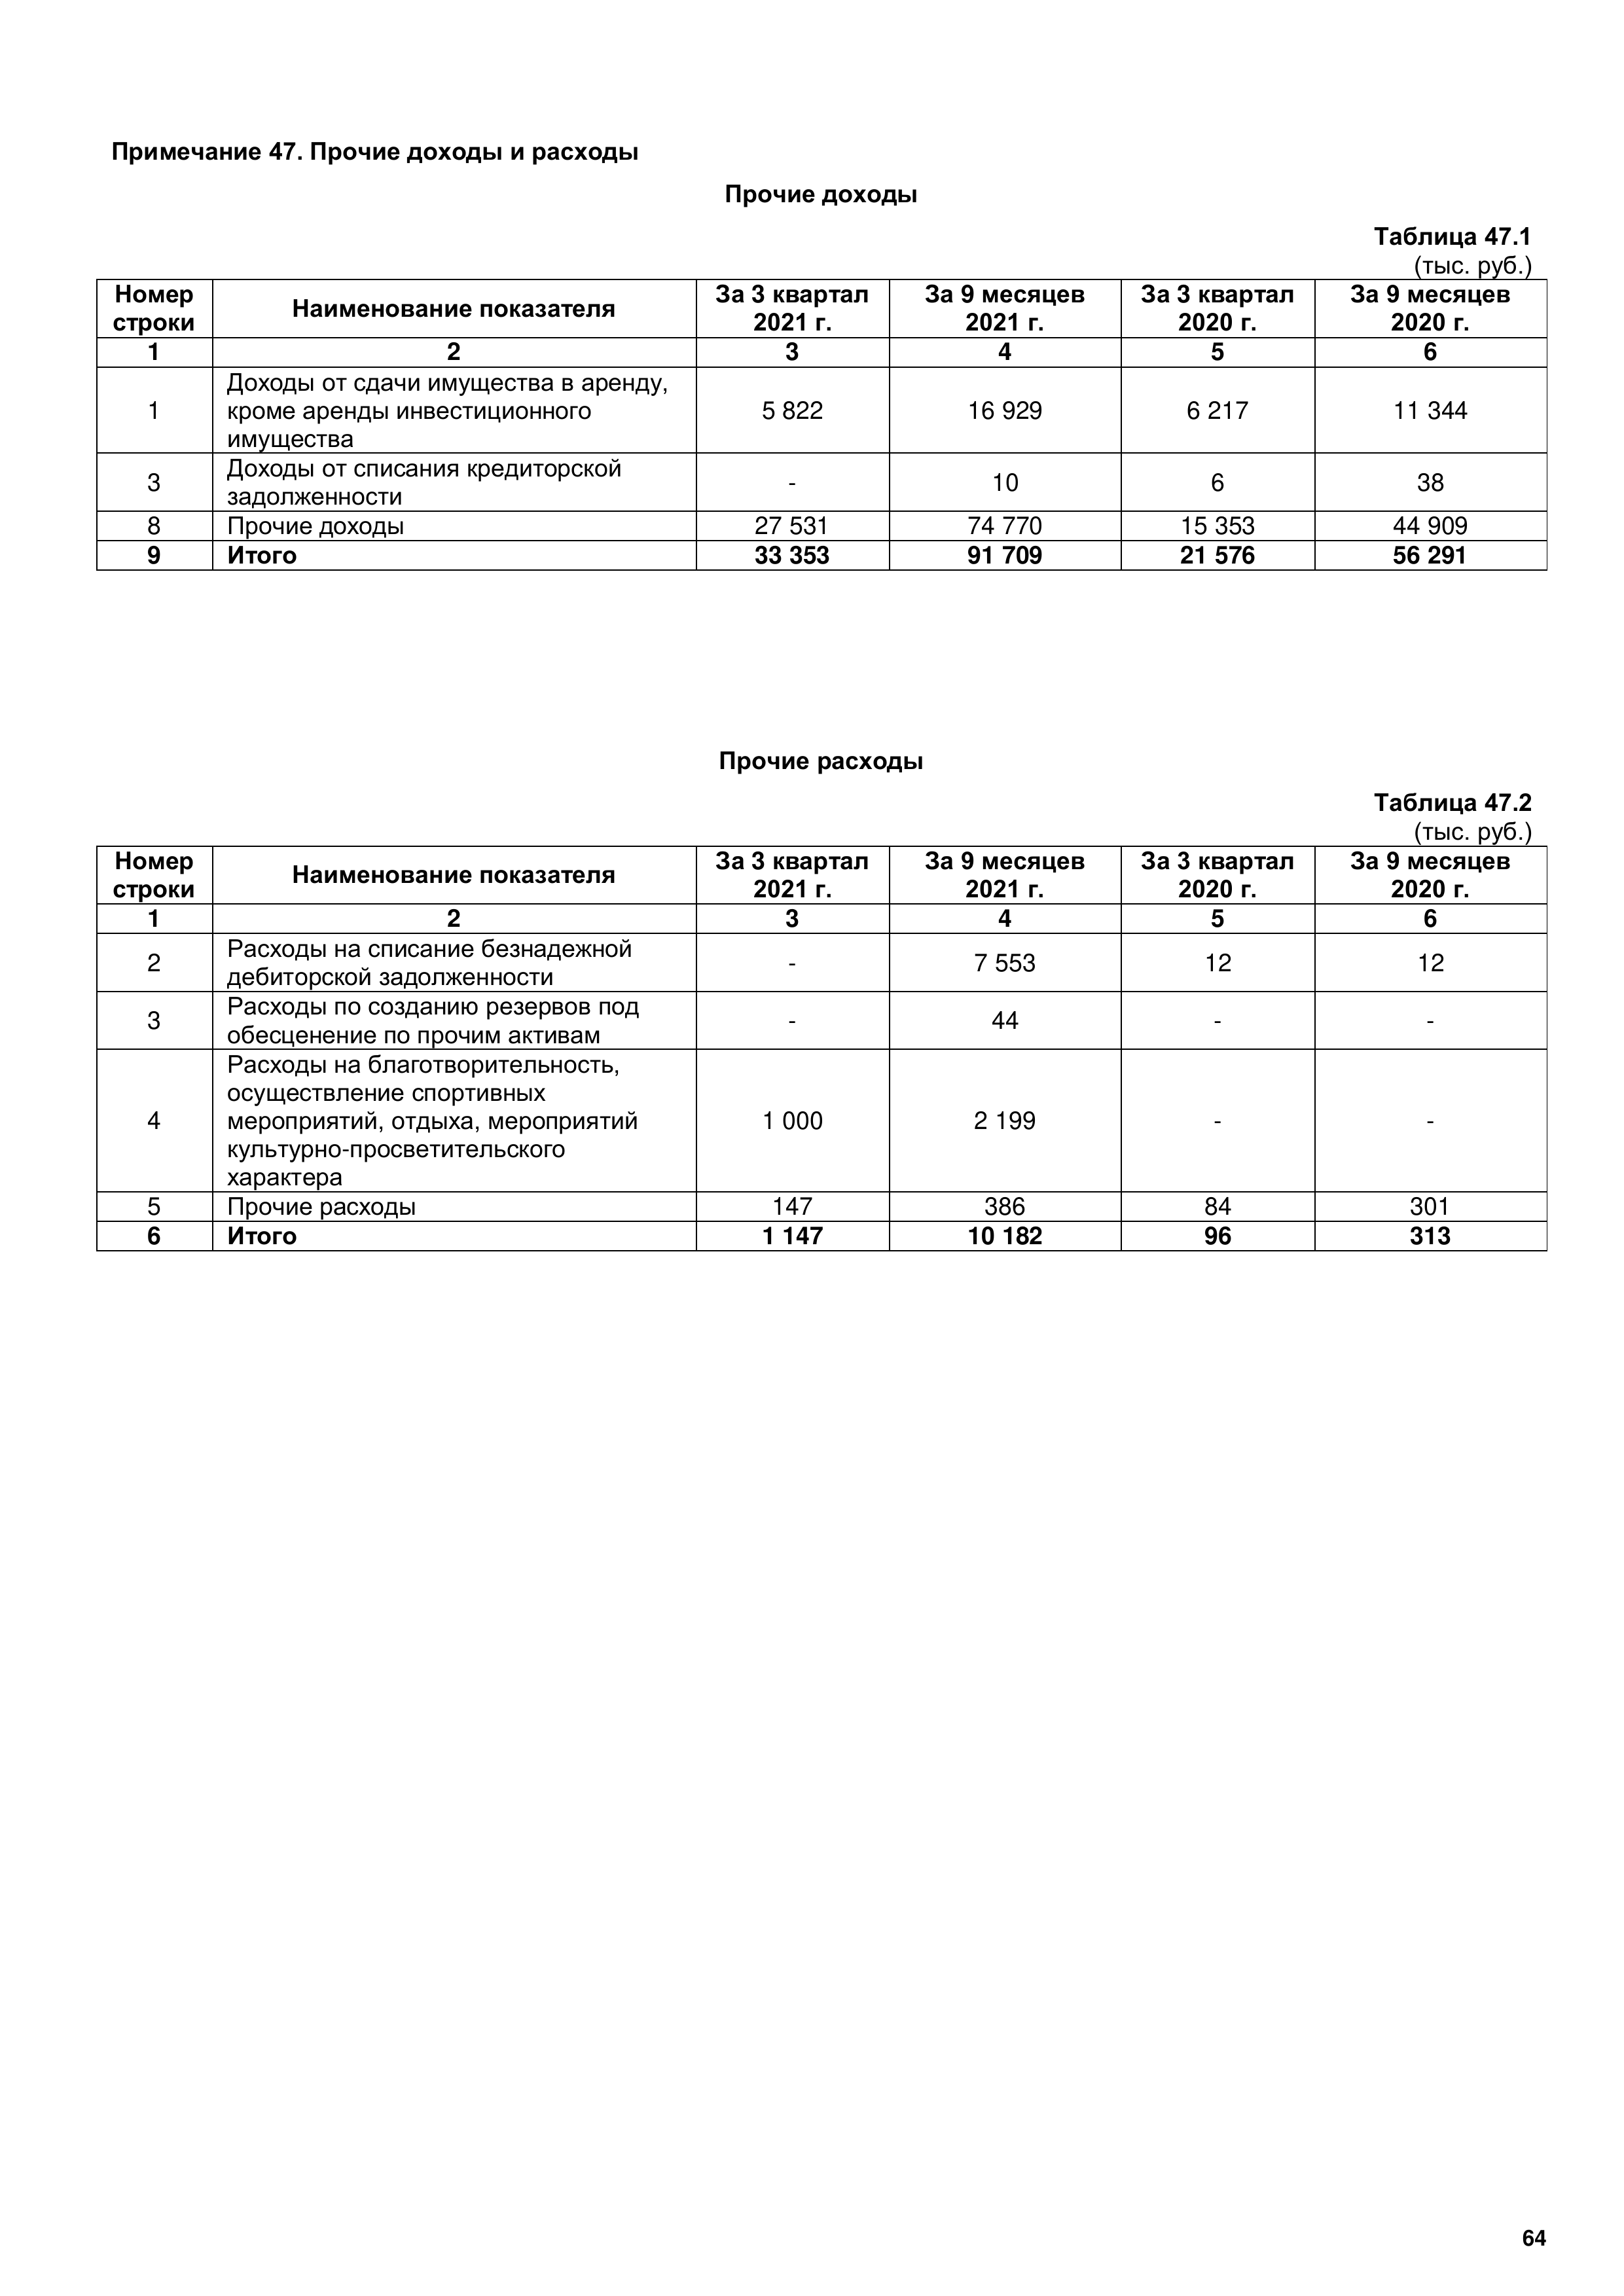 Примечание 47. Прочие доходы и расходы
Прочие доходы
Таблица 47.1
(тыс. руб.)
Номер строки Наименование показателя За 3 квартал 2021 г. За 9 месяцев 2021 г. За 3 квартал 2020 г. За 9 месяцев 2020 г.
1 2 3 4 5 6
1 Доходы от сдачи имущества в аренду, кроме аренды инвестиционного имущества 5 822 16 929 6 217 11 344
3 Доходы от списания кредиторской задолженности - 10 6 38
8 Прочие доходы 27 531 74 770 15 353 44 909
9 Итого 33 353 91 709 21 576 56 291
Прочие расходы
Таблица 47.2
(тыс. руб.)
Номер строки Наименование показателя За 3 квартал 2021 г. За 9 месяцев 2021 г. За 3 квартал 2020 г. За 9 месяцев 2020 г.
1 2 3 4 5 6
2 Расходы на списание безнадежной дебиторской задолженности - 7 553 12 12
3 Расходы по созданию резервов под обесценение по прочим активам - 44 - -
4 Расходы на благотворительность, осуществление спортивных мероприятий, отдыха, мероприятий культурно-просветительского характера 1 000 2 199 - -
5 Прочие расходы 147 386 84 301
6 Итого 1 147 10 182 96 313
64